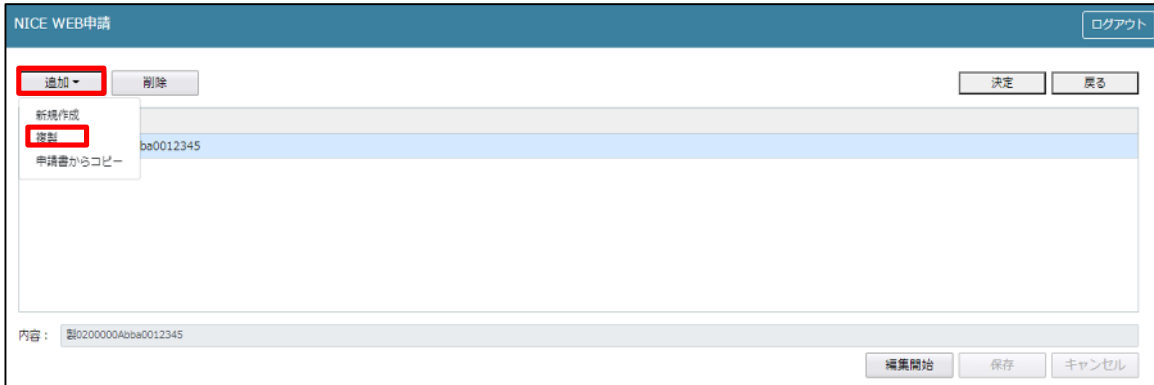 NICE WEB申請
ログアウト
追加
削除
決定
戻る
新規作成
複製
ba0012345
申請書からコピー
内容：
製0200000Abba0012345
編集開始
保存
キャンセル